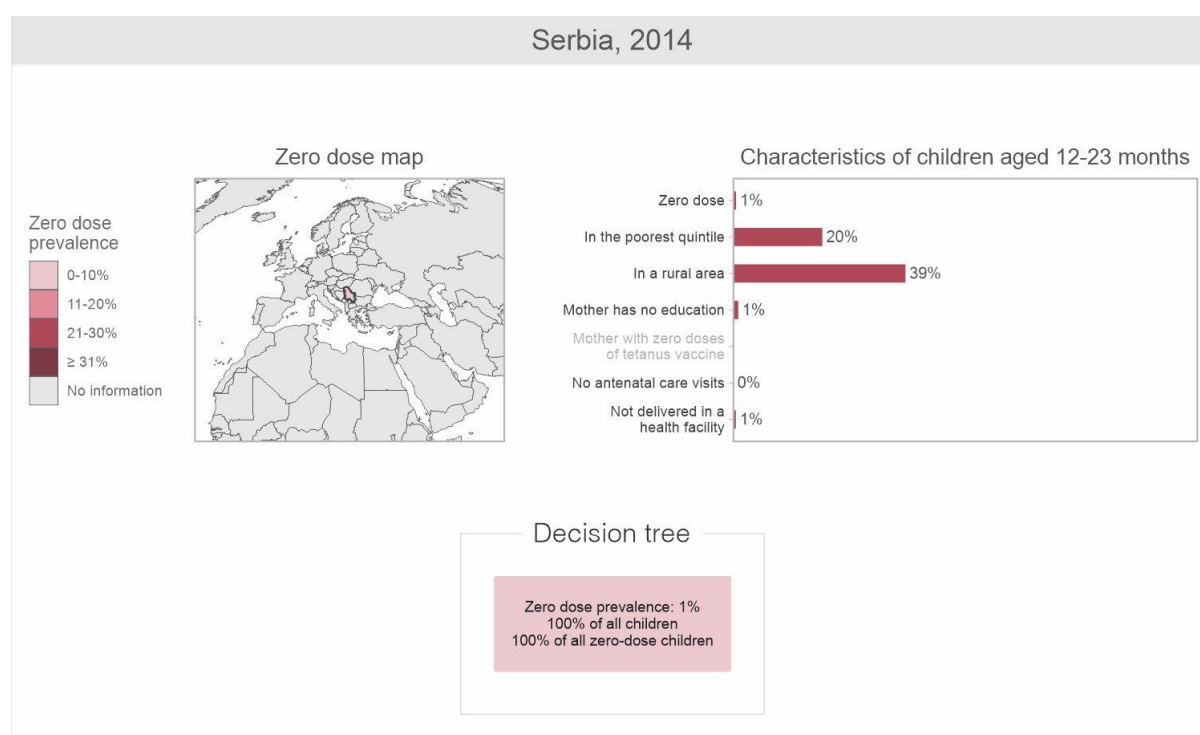 Serbia, 2014
Zero dose map
Zero dose
prevalence
0-10%
11-20%
21-30%
≥ 31%
No information
Characteristics of children aged 12-23 months
Zero dose 1%
In the poorest quintile 20%
In a rural area 39%
Mother has no education 1%
Mother with zero doses
of tetanus vaccine
No antenatal care visits 0%
Not delivered in a
health facility 1%
Decision tree
Zero dose prevalence: 1%
100% of all children
100% of all zero-dose children